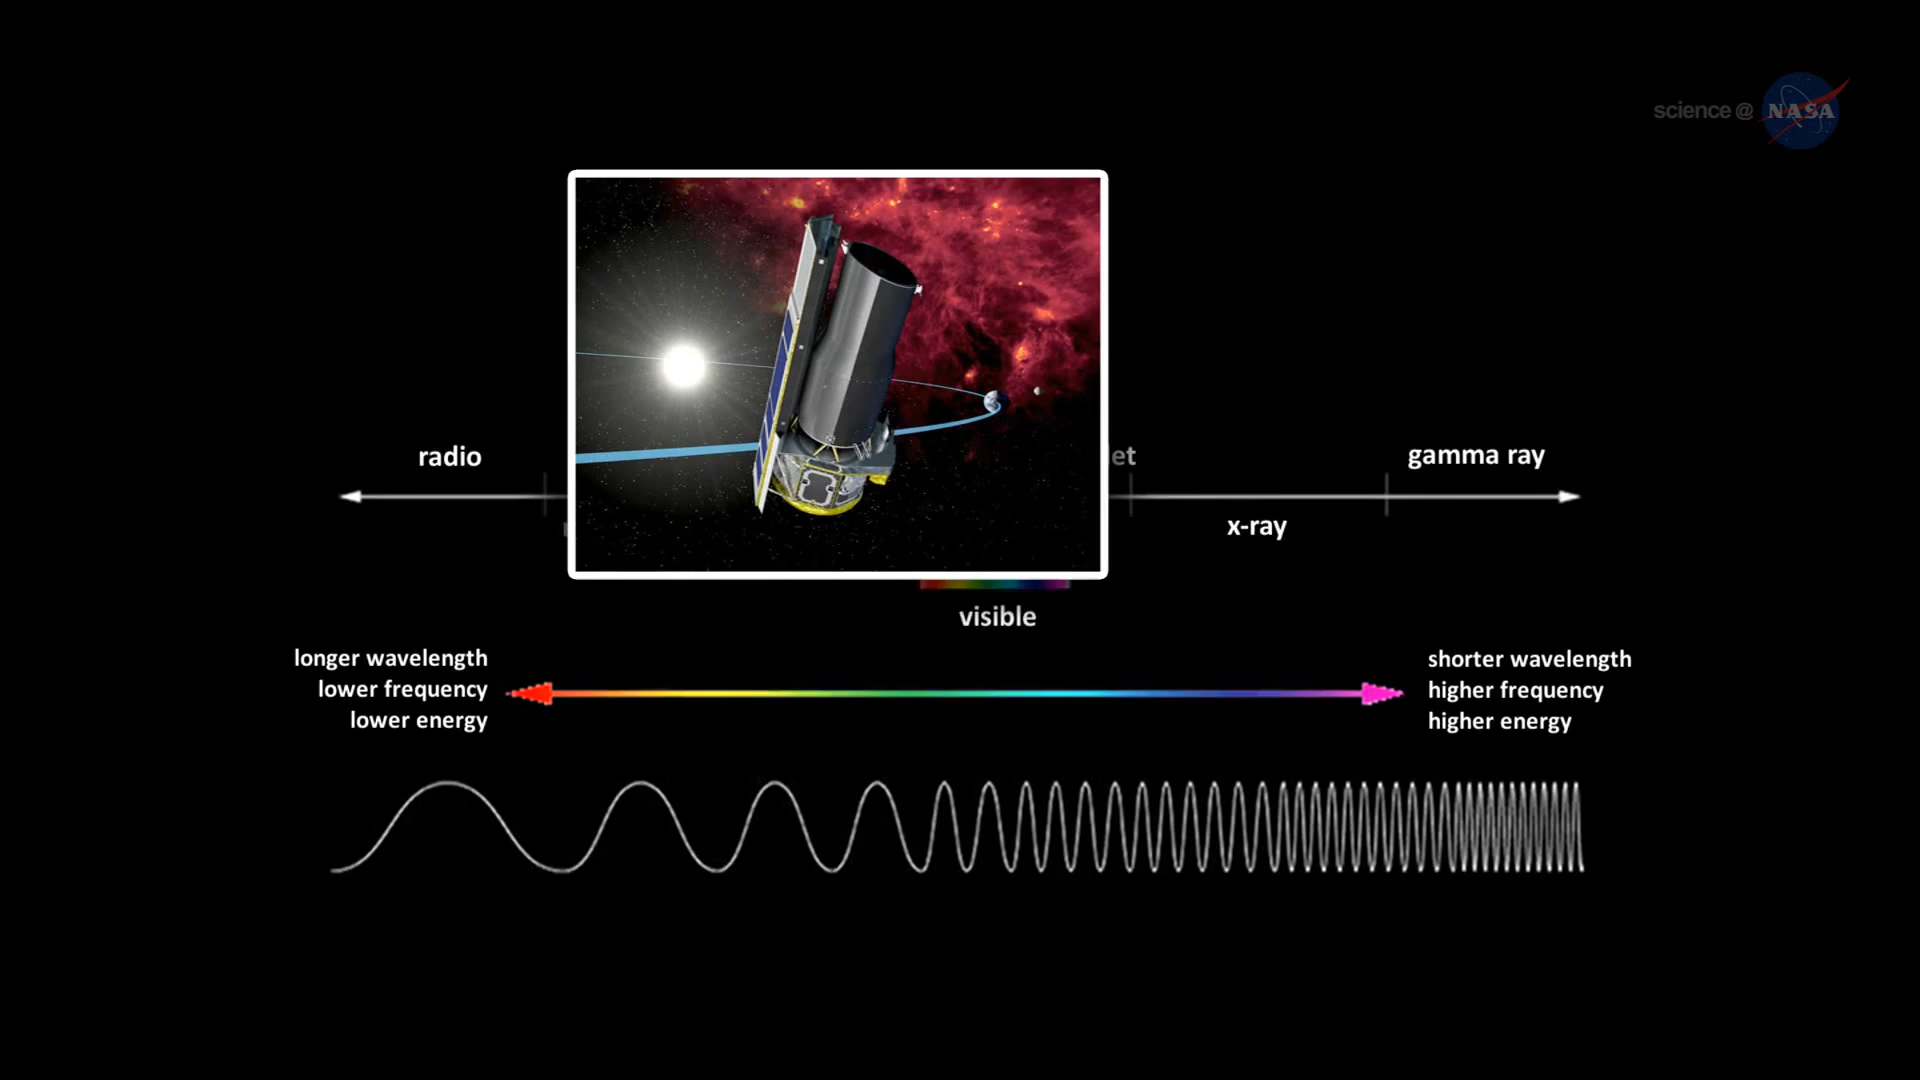 science @ NASA
radio
et
gamma ray
x-ray
visible
longer wavelength
lower frequency
lower energy
shorter wavelength
higher frequency
higher energy